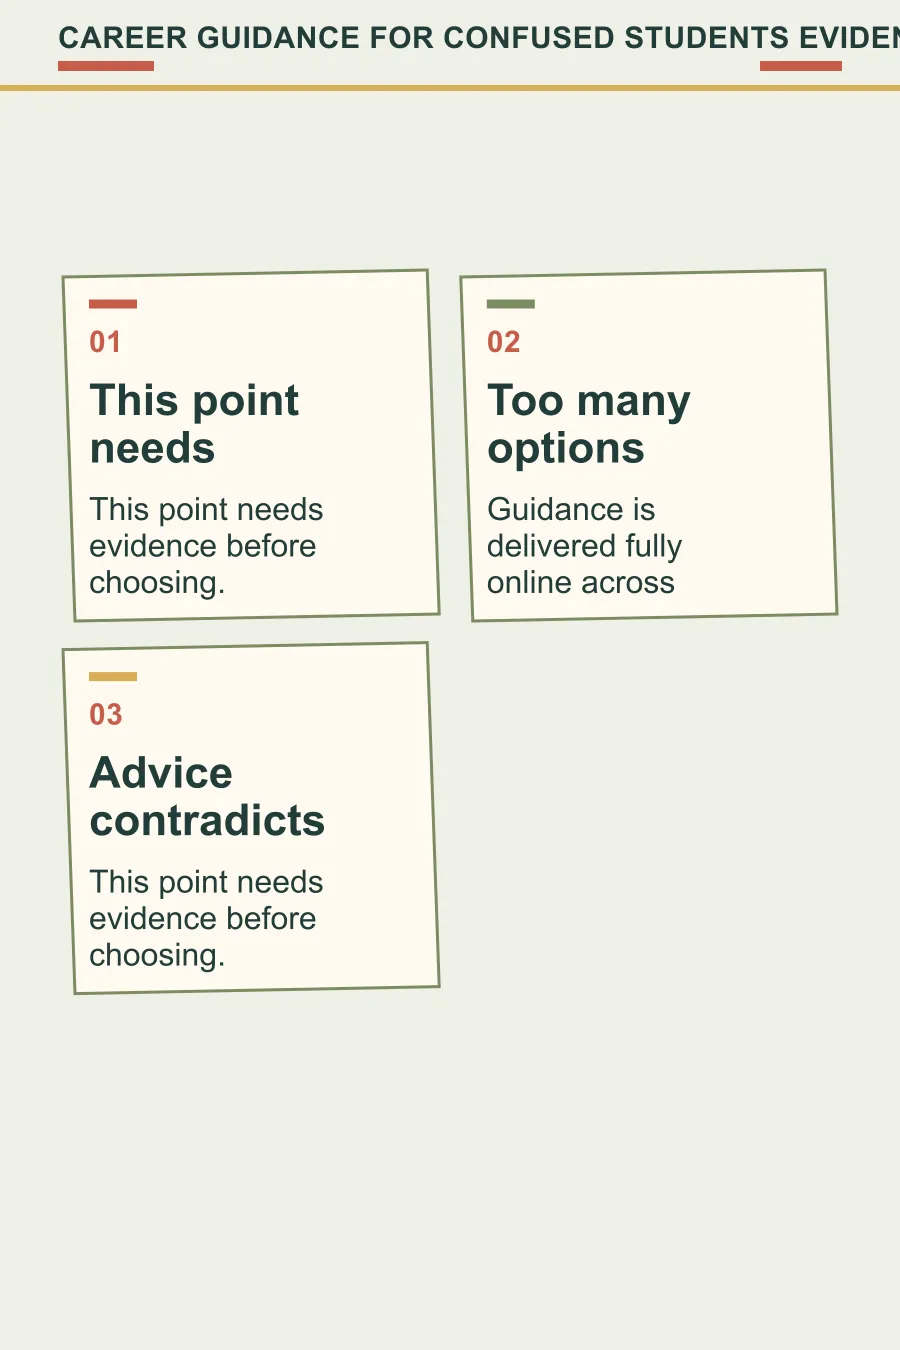 CAREER GUIDANCE FOR CONFUSED STUDENTS EVIDEN
01
This point
needs
This point needs
evidence before
choosing.
02
Too many
options
Guidance is
delivered fully
online across
03
Advice
contradicts
This point needs
evidence before
choosing.